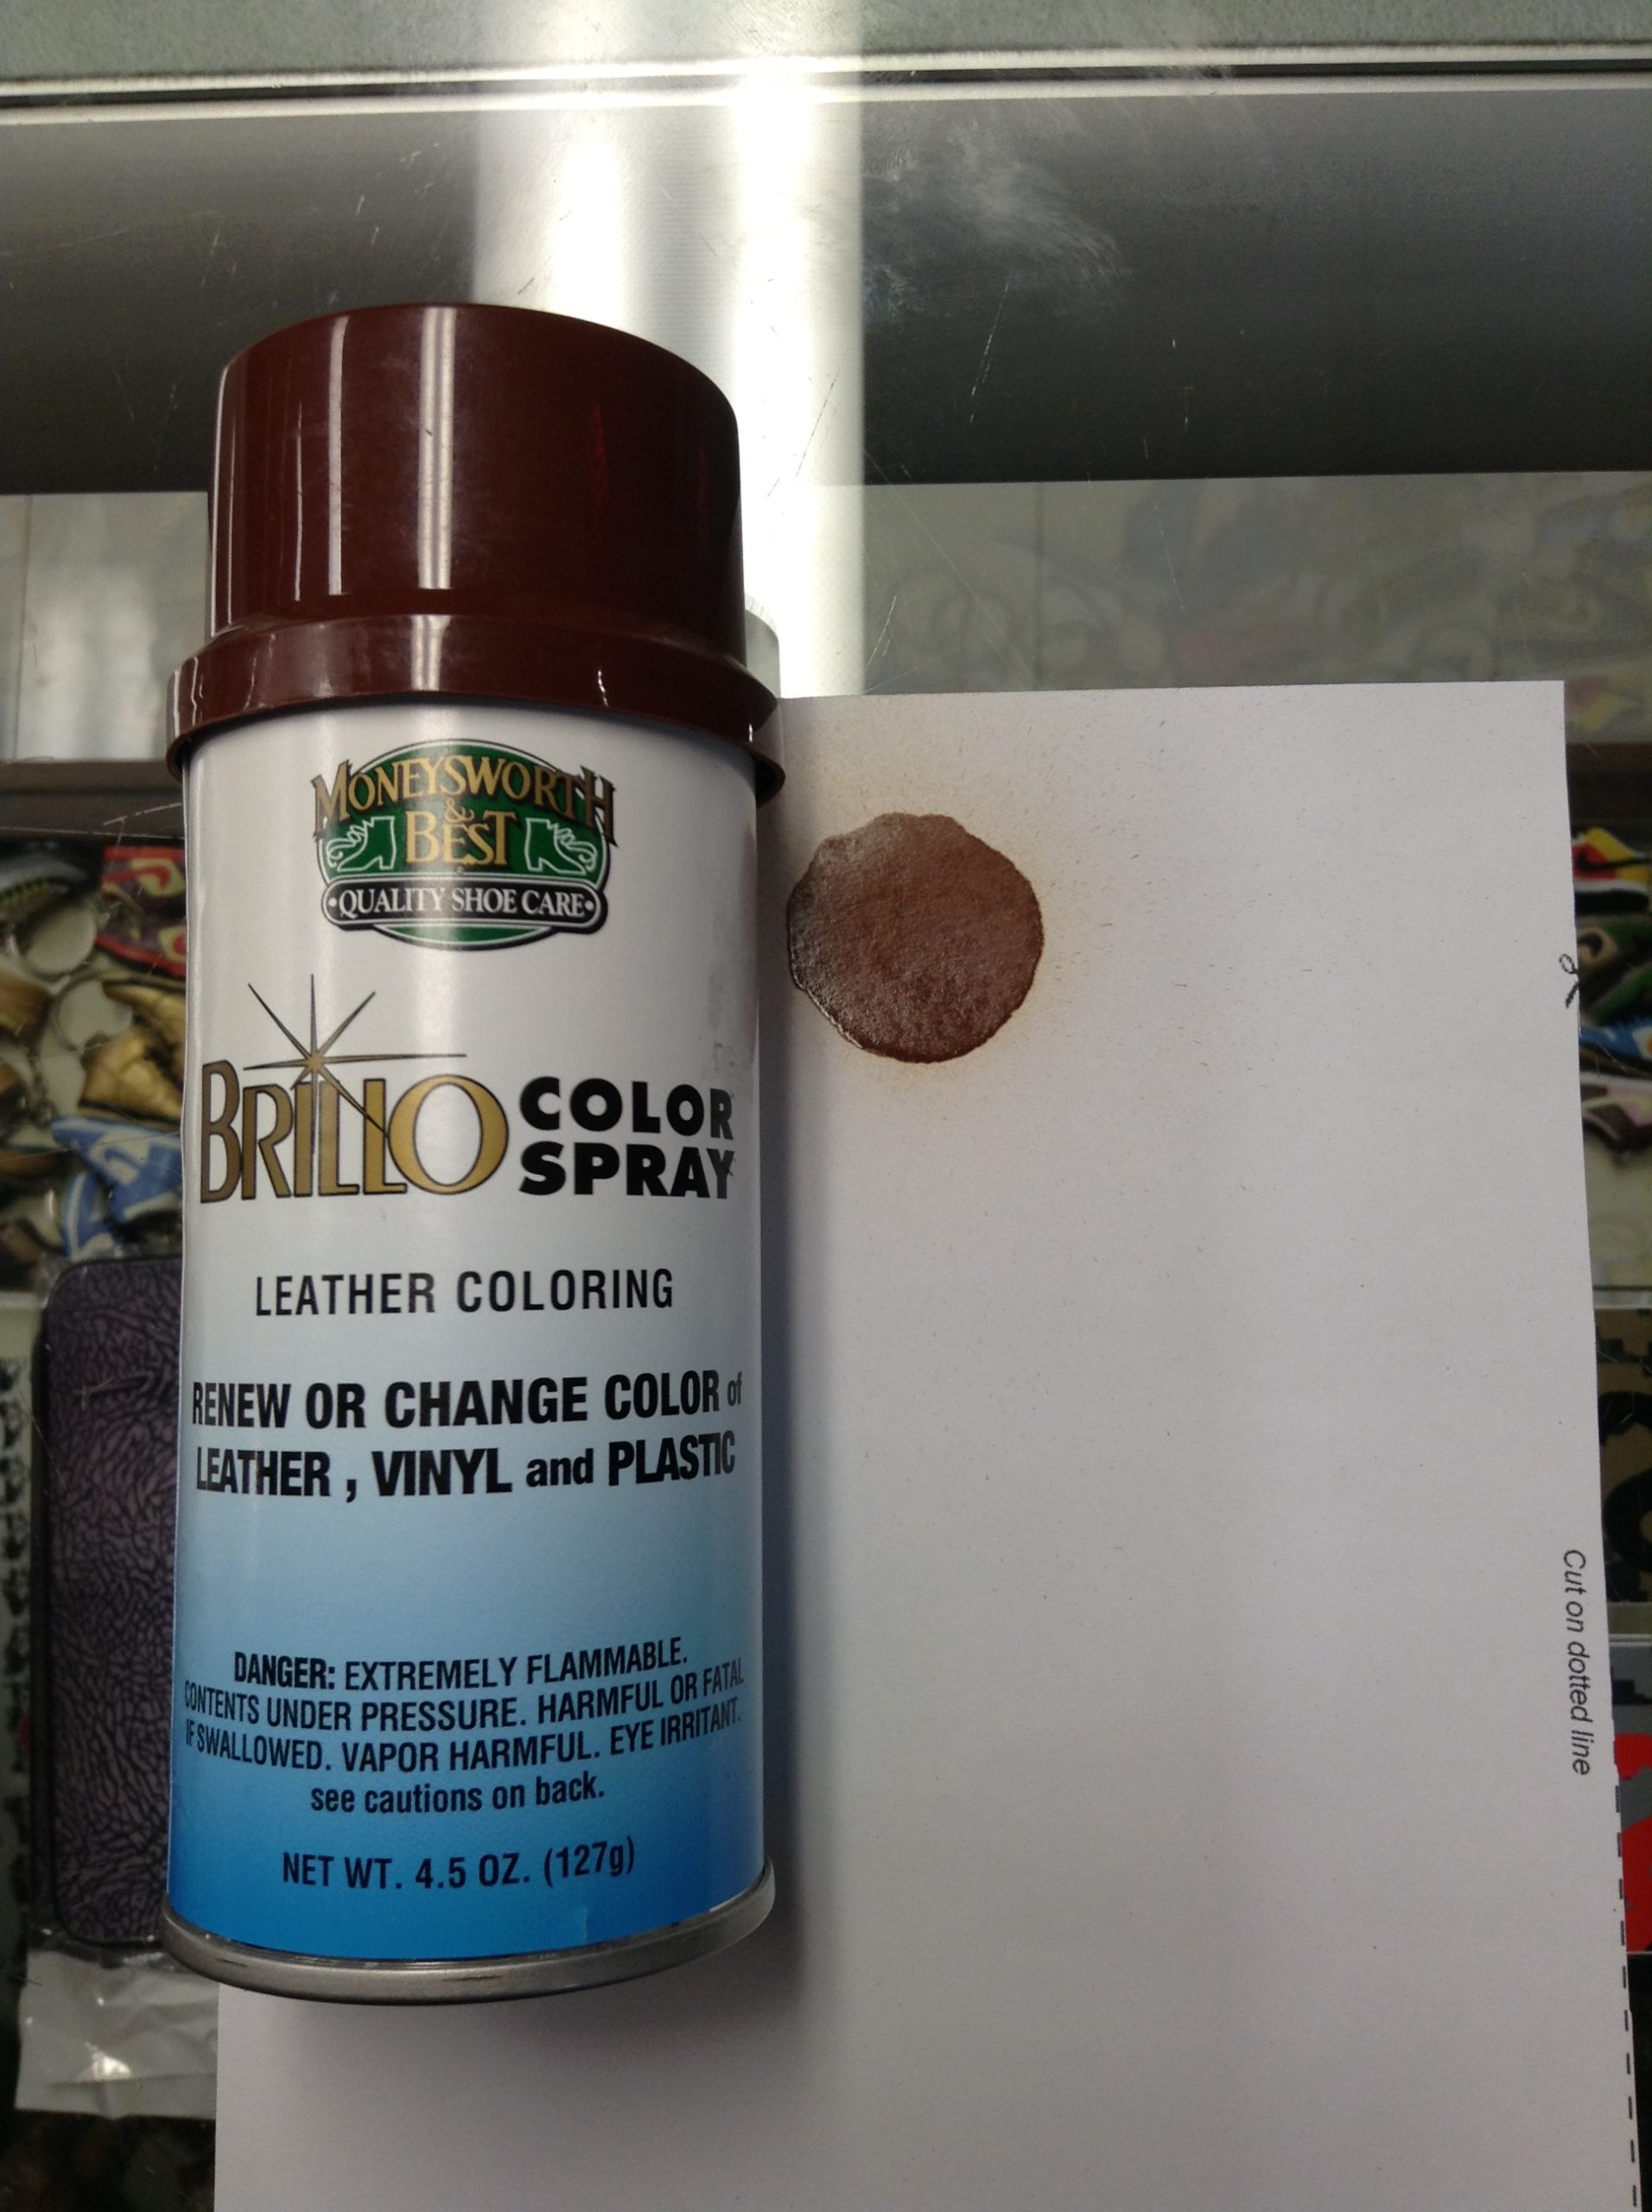 MONEYSWORTH
&
BEST
•QUALITY SHOE CARE•
BRILLO COLOR SPRAY
LEATHER COLORING
RENEW OR CHANGE COLOR of
LEATHER , VINYL and PLASTIC
DANGER: EXTREMELY FLAMMABLE.
CONTENTS UNDER PRESSURE. HARMFUL OR FATAL
IF SWALLOWED. VAPOR HARMFUL. EYE IRRITANT.
see cautions on back.
NET WT. 4.5 OZ. (127g)
Cut on dotted line